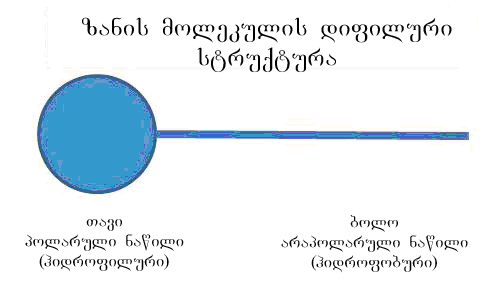 ზანის მოლეკულის დიფილური
სტრუქტურა
თავი
პოლარული ნაწილი
(ჰიდროფილური)
ბოლო
არაპოლარული ნაწილი
(ჰიდროფობური)